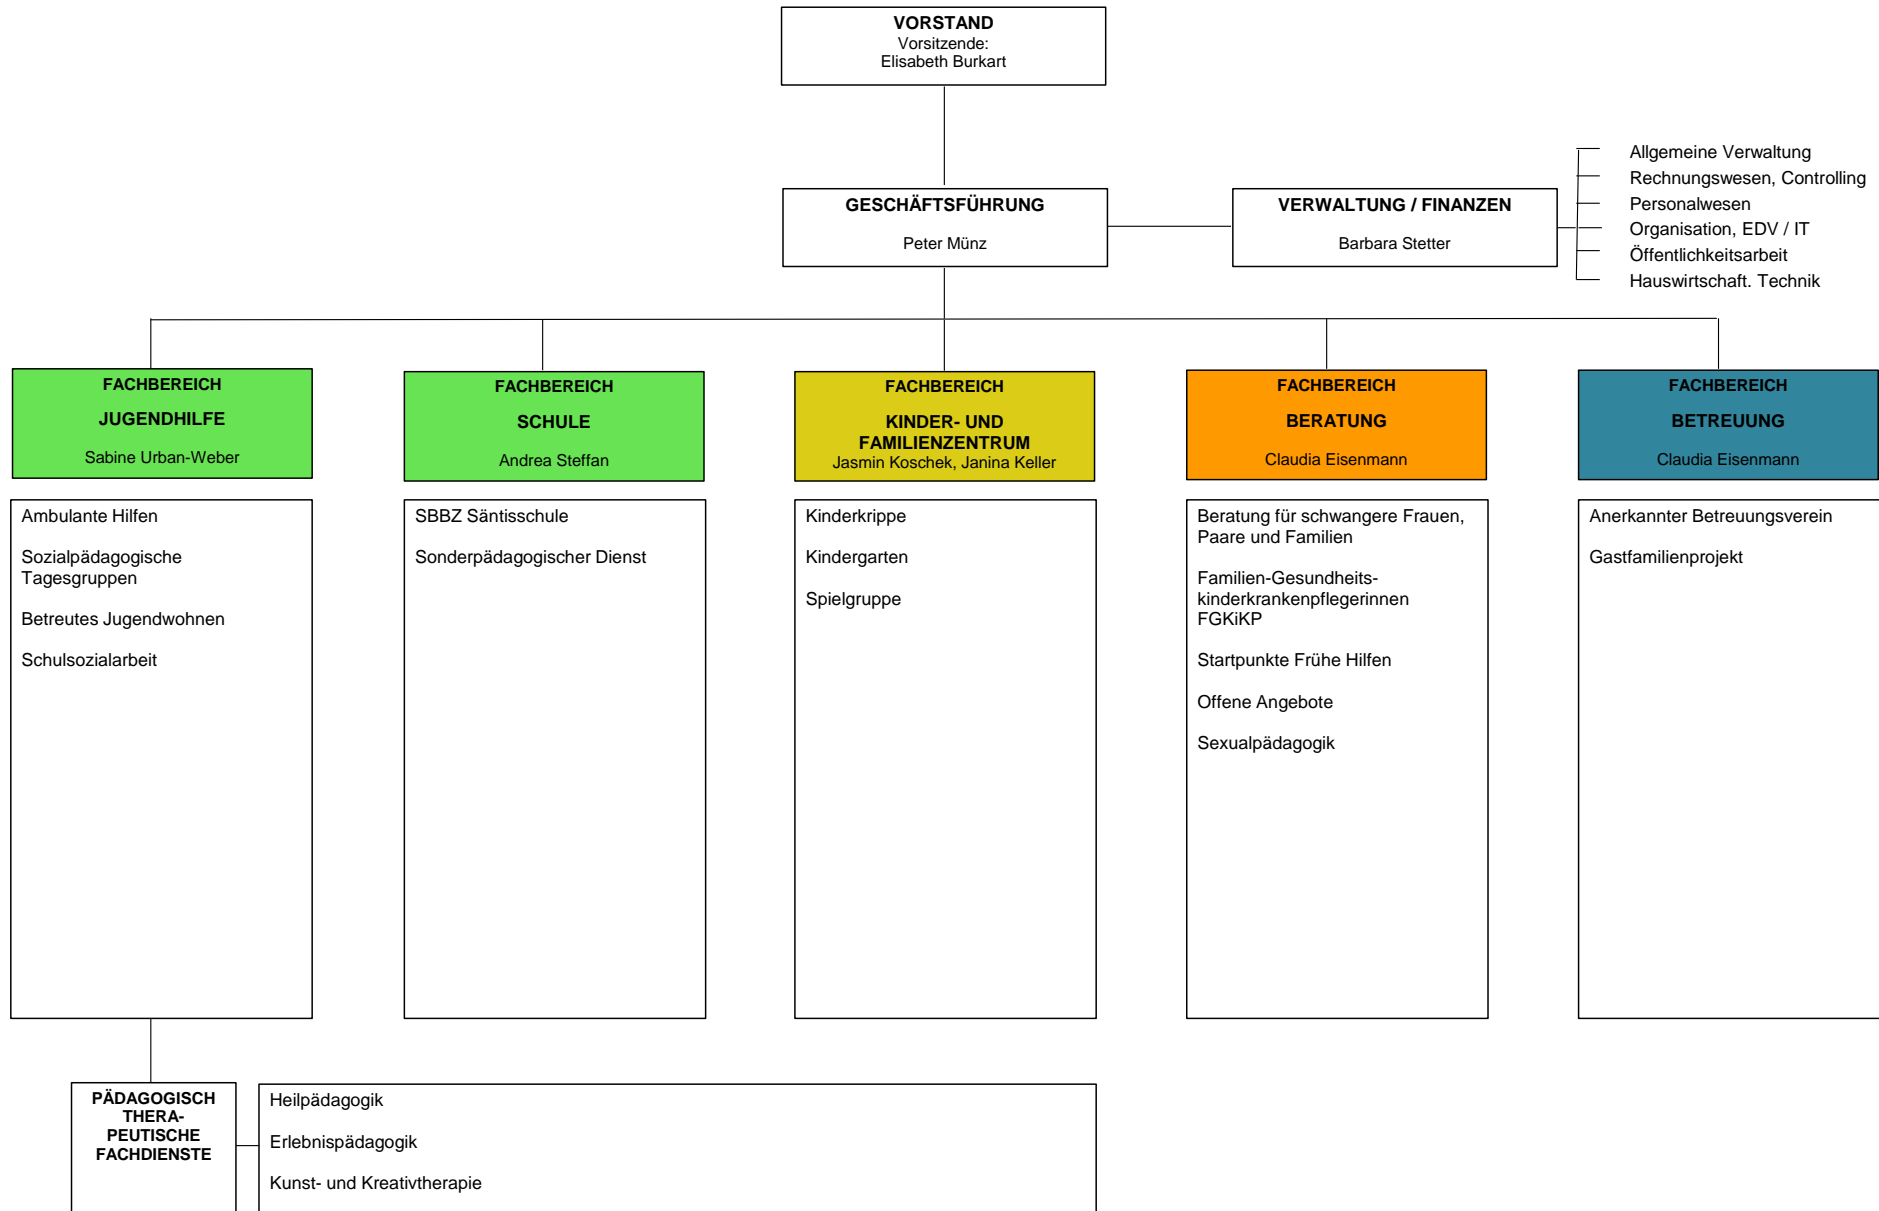 VORSTAND
Vorsitzende:
Elisabeth Burkart
GESCHÄFTSFÜHRUNG
Peter Münz
VERWALTUNG / FINANZEN
Barbara Stetter
Allgemeine Verwaltung
Rechnungswesen, Controlling
Personalwesen
Organisation, EDV / IT
Öffentlichkeitsarbeit
Hauswirtschaft. Technik
FACHBEREICH
JUGENDHILFE
Sabine Urban-Weber
FACHBEREICH
SCHULE
Andrea Steffan
FACHBEREICH
KINDER- UND
FAMILIENZENTRUM
Jasmin Koschek, Janina Keller
FACHBEREICH
BERATUNG
Claudia Eisenmann
FACHBEREICH
BETREUUNG
Claudia Eisenmann
Ambulante Hilfen
Sozialpädagogische
Tagesgruppen
Betreutes Jugendwohnen
Schulsozialarbeit
SBBZ Säntisschule
Sonderpädagogischer Dienst
Kinderkrippe
Kindergarten
Spielgruppe
Beratung für schwangere Frauen,
Paare und Familien
Familien-Gesundheits-
kinderkrankenpflegerinnen
FGKiKP
Startpunkte Frühe Hilfen
Offene Angebote
Sexualpädagogik
Anerkannter Betreuungsverein
Gastfamilienprojekt
PÄDAGOGISCH
THERA-
PEUTISCHE
FACHDIENSTE
Heilpädagogik
Erlebnispädagogik
Kunst- und Kreativtherapie